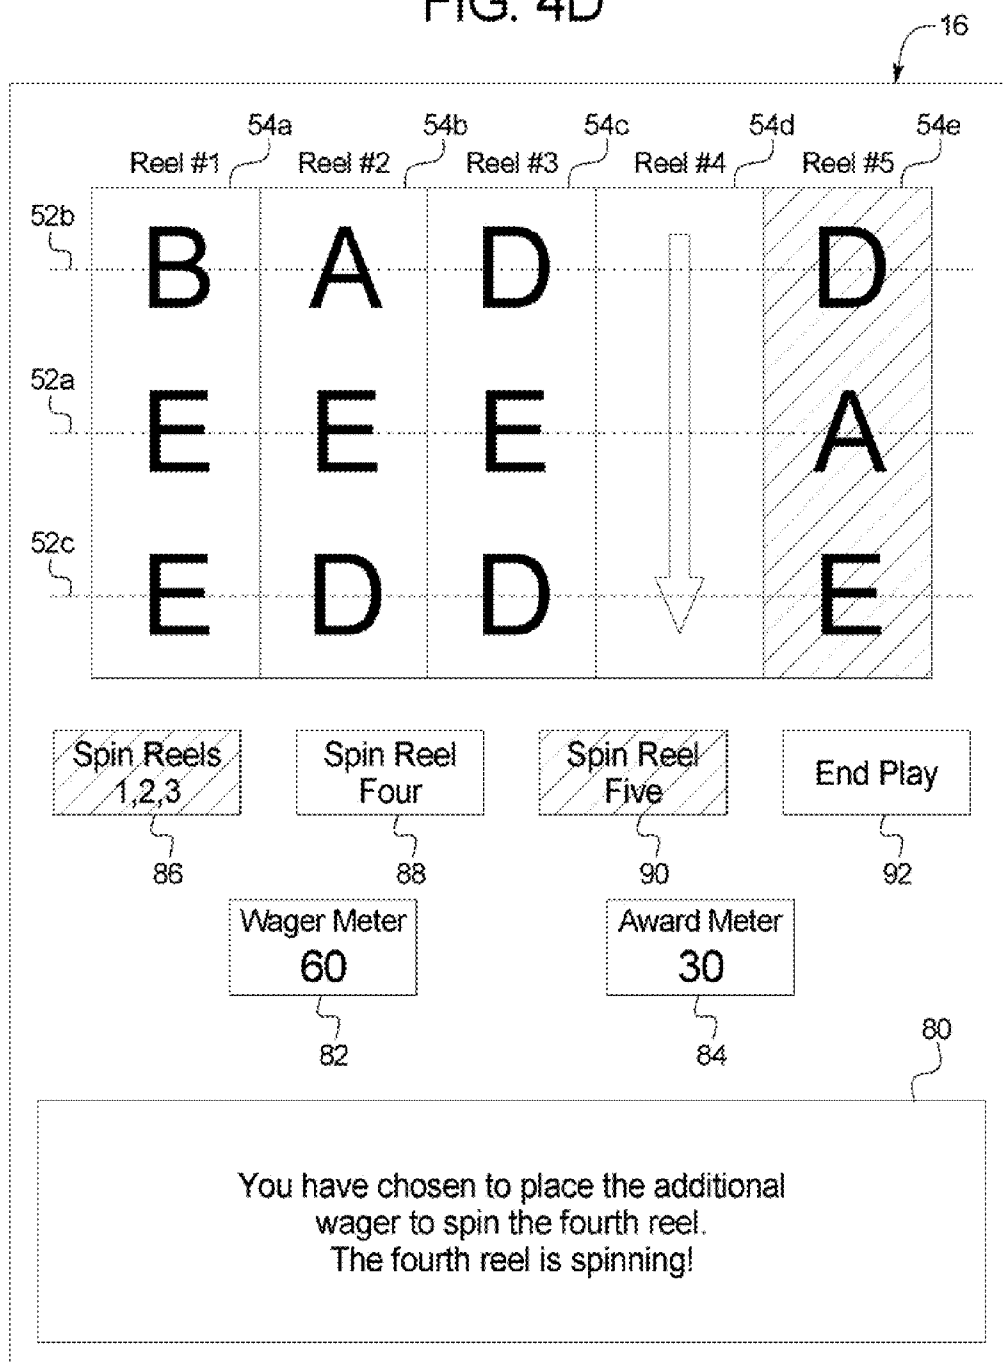 FIG. 4D
16
54a 54b 54c 54d 54e
Reel #1 Reel #2 Reel #3 Reel #4 Reel #5
52b
B A D D
52a
E E E A
52c
E D D E
Spin Reels
1,2,3
Spin Reel
Four
Spin Reel
Five
End Play
86 88 90 92
Wager Meter
60
Award Meter
30
82 84
80
You have chosen to place the additional
wager to spin the fourth reel.
The fourth reel is spinning!